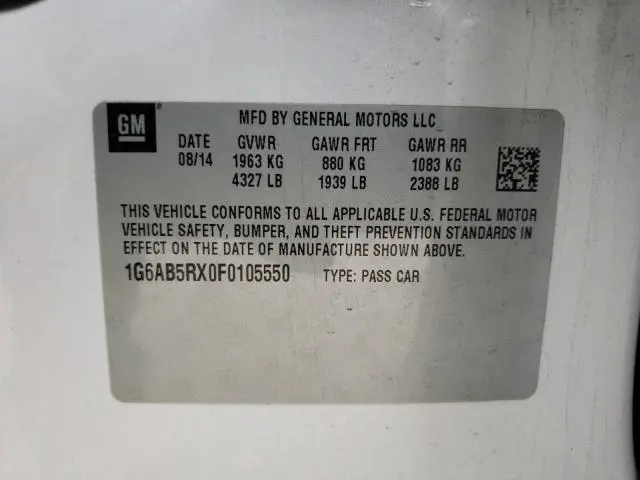 GM
MFD BY GENERAL MOTORS LLC
DATE GVWR GAWR FRT GAWR RR
08/14 1963 KG 880 KG 1083 KG
4327 LB 1939 LB 2388 LB
THIS VEHICLE CONFORMS TO ALL APPLICABLE U.S. FEDERAL MOTOR
VEHICLE SAFETY, BUMPER, AND THEFT PREVENTION STANDARDS IN
EFFECT ON THE DATE OF MANUFACTURE SHOWN ABOVE.
1G6AB5RX0F0105550 TYPE: PASS CAR